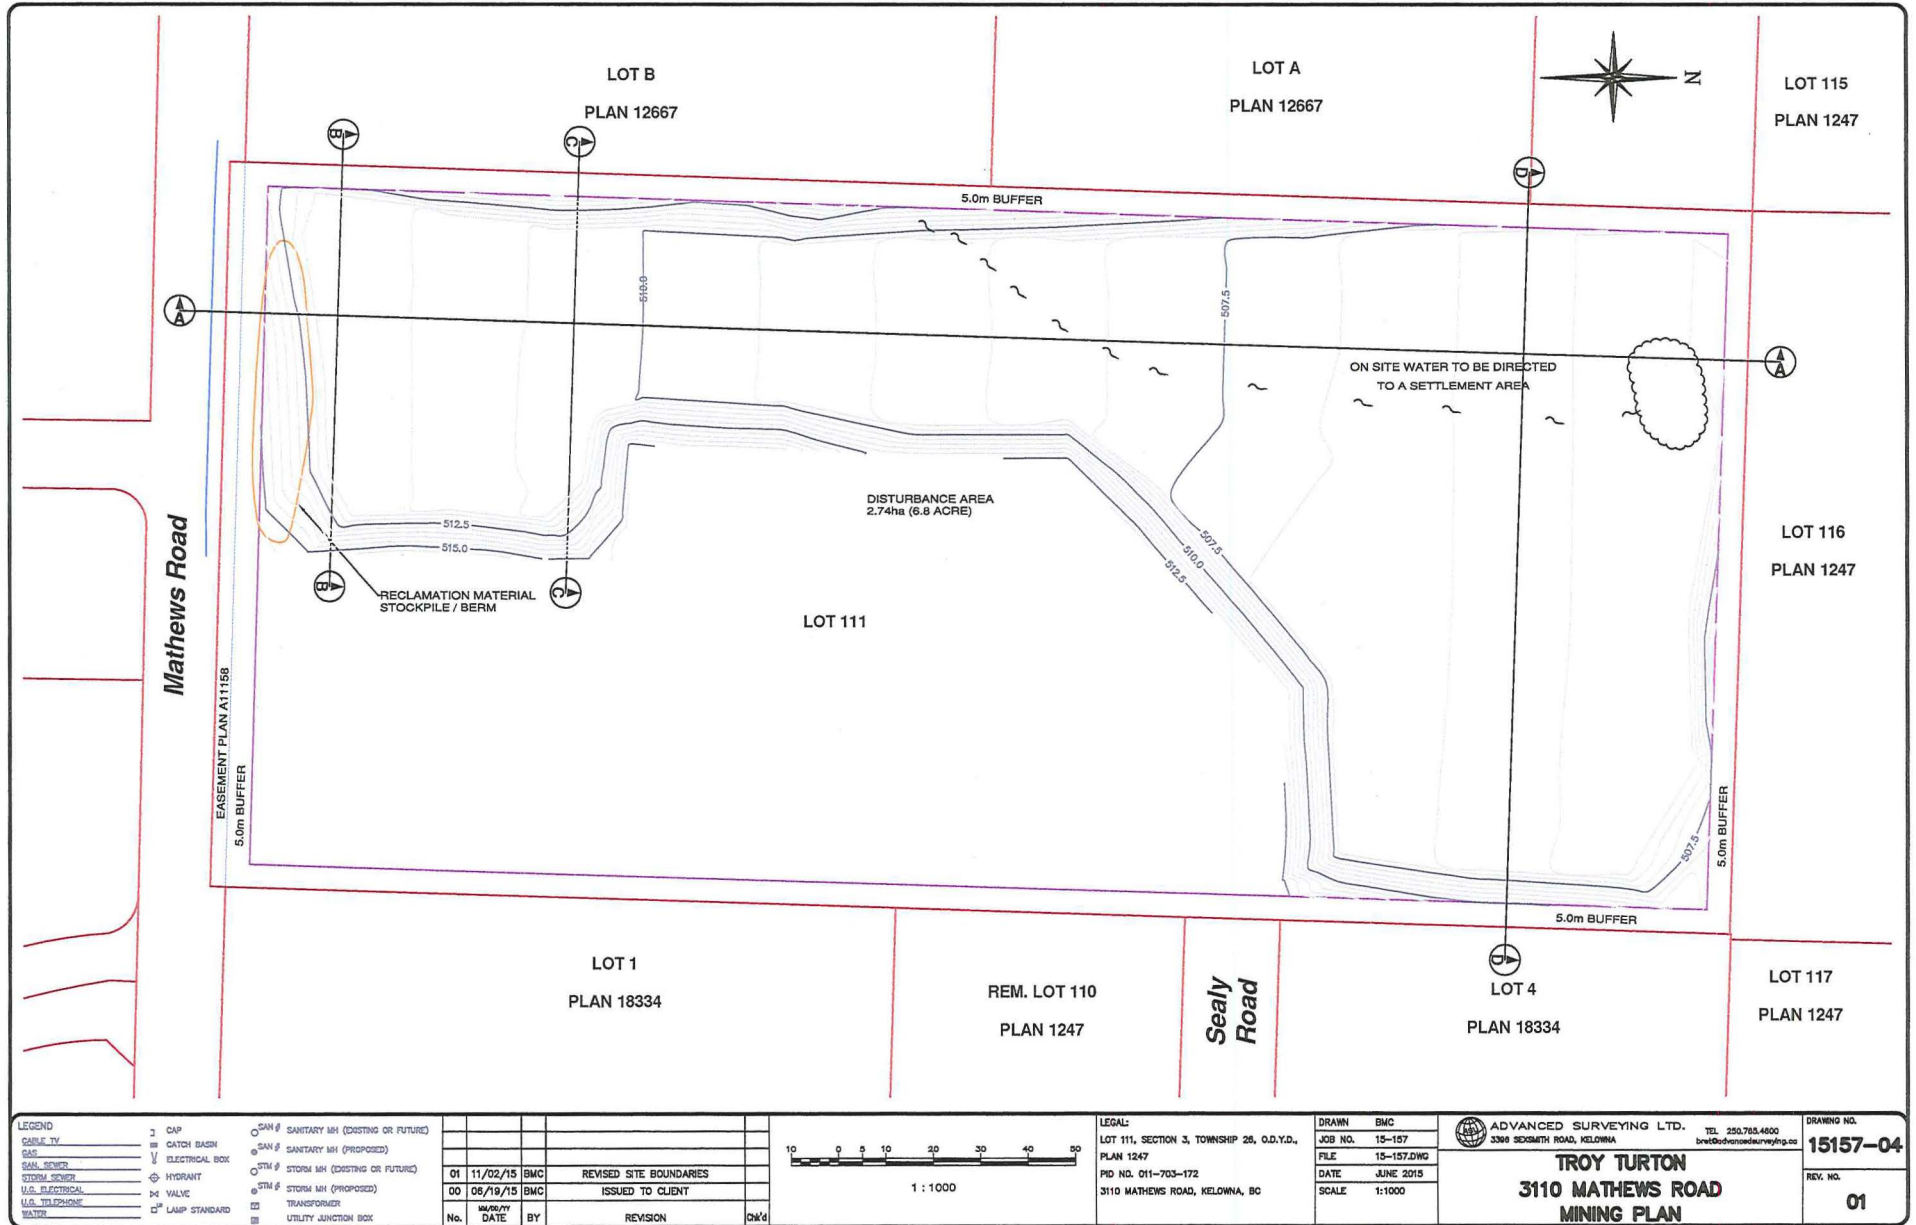 LOT B
PLAN 12667
LOT A
PLAN 12667
N
LOT 115
PLAN 1247
B
C
D
5.0m BUFFER
A
510.0
507.5
ON SITE WATER TO BE DIRECTED
TO A SETTLEMENT AREA
A
DISTURBANCE AREA
2.74ha (6.8 ACRE)
512.5
515.0
507.5
510.0
512.5
LOT 116
PLAN 1247
B
C
RECLAMATION MATERIAL
STOCKPILE / BERM
LOT 111
Mathews Road
EASEMENT PLAN A11158
5.0m BUFFER
507.5
5.0m BUFFER
5.0m BUFFER
LOT 1
PLAN 18334
REM. LOT 110
PLAN 1247
Sealy
Road
D
LOT 4
PLAN 18334
LOT 117
PLAN 1247
LEGEND
CABLE TV
GAS
SAN. SEWER
STORM SEWER
U.G. ELECTRICAL
U.G. TELEPHONE
WATER
CAP
CATCH BASIN
ELECTRICAL BOX
HYDRANT
VALVE
LAMP STANDARD
SAN # SANITARY MH (EXISTING OR FUTURE)
SAN # SANITARY MH (PROPOSED)
STM # STORM MH (EXISTING OR FUTURE)
STM # STORM MH (PROPOSED)
TRANSFORMER
UTILITY JUNCTION BOX
01 11/02/15 BMC REVISED SITE BOUNDARIES
00 06/19/15 BMC ISSUED TO CLIENT
No. MM/DD/YY DATE BY REVISION Chk'd
10 0 5 10 20 30 40 50
1 : 1000
LEGAL:
LOT 111, SECTION 3, TOWNSHIP 26, O.D.Y.D.,
PLAN 1247
PID NO. 011-703-172
3110 MATHEWS ROAD, KELOWNA, BC
DRAWN BMC
JOB NO. 15-157
FILE 15-157.DWG
DATE JUNE 2015
SCALE 1:1000
ADVANCED SURVEYING LTD. TEL 250.765.4600
3396 SEXSMITH ROAD, KELOWNA bret@advancedsurveying.ca
TROY TURTON
3110 MATHEWS ROAD
MINING PLAN
DRAWING NO.
15157-04
REV. NO.
01